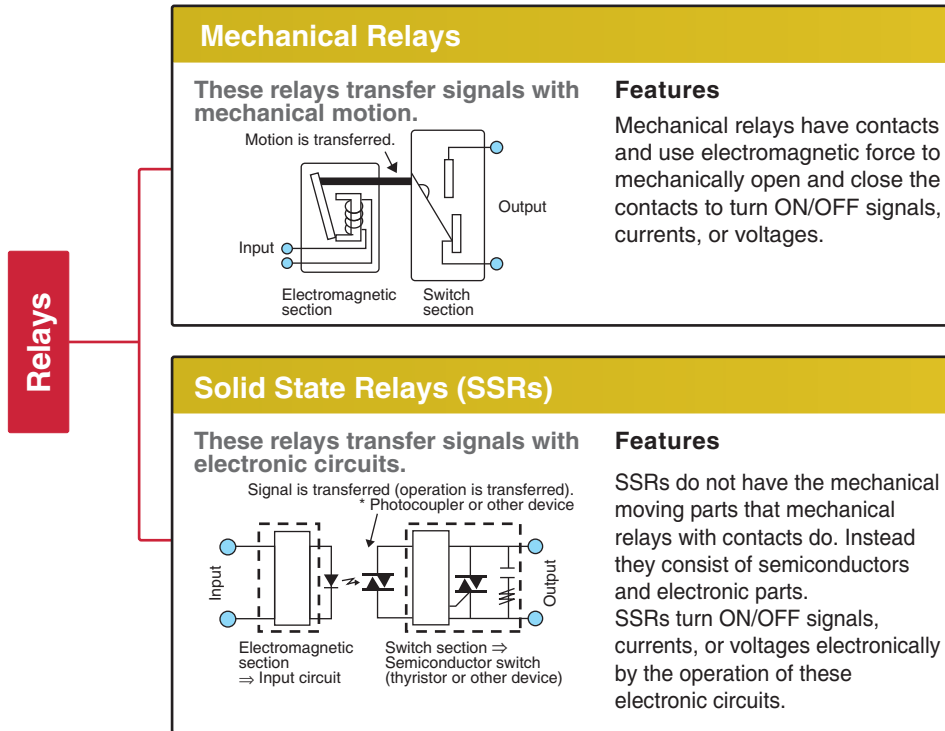 Relays
Mechanical Relays
These relays transfer signals with
mechanical motion.
Motion is transferred.
Input
Output
Electromagnetic
section
Switch
section
Features
Mechanical relays have contacts
and use electromagnetic force to
mechanically open and close the
contacts to turn ON/OFF signals,
currents, or voltages.
Solid State Relays (SSRs)
These relays transfer signals with
electronic circuits.
Signal is transferred (operation is transferred).
* Photocoupler or other device
Input
Output
Electromagnetic
section
⇒ Input circuit
Switch section ⇒
Semiconductor switch
(thyristor or other device)
Features
SSRs do not have the mechanical
moving parts that mechanical
relays with contacts do. Instead
they consist of semiconductors
and electronic parts.
SSRs turn ON/OFF signals,
currents, or voltages electronically
by the operation of these
electronic circuits.